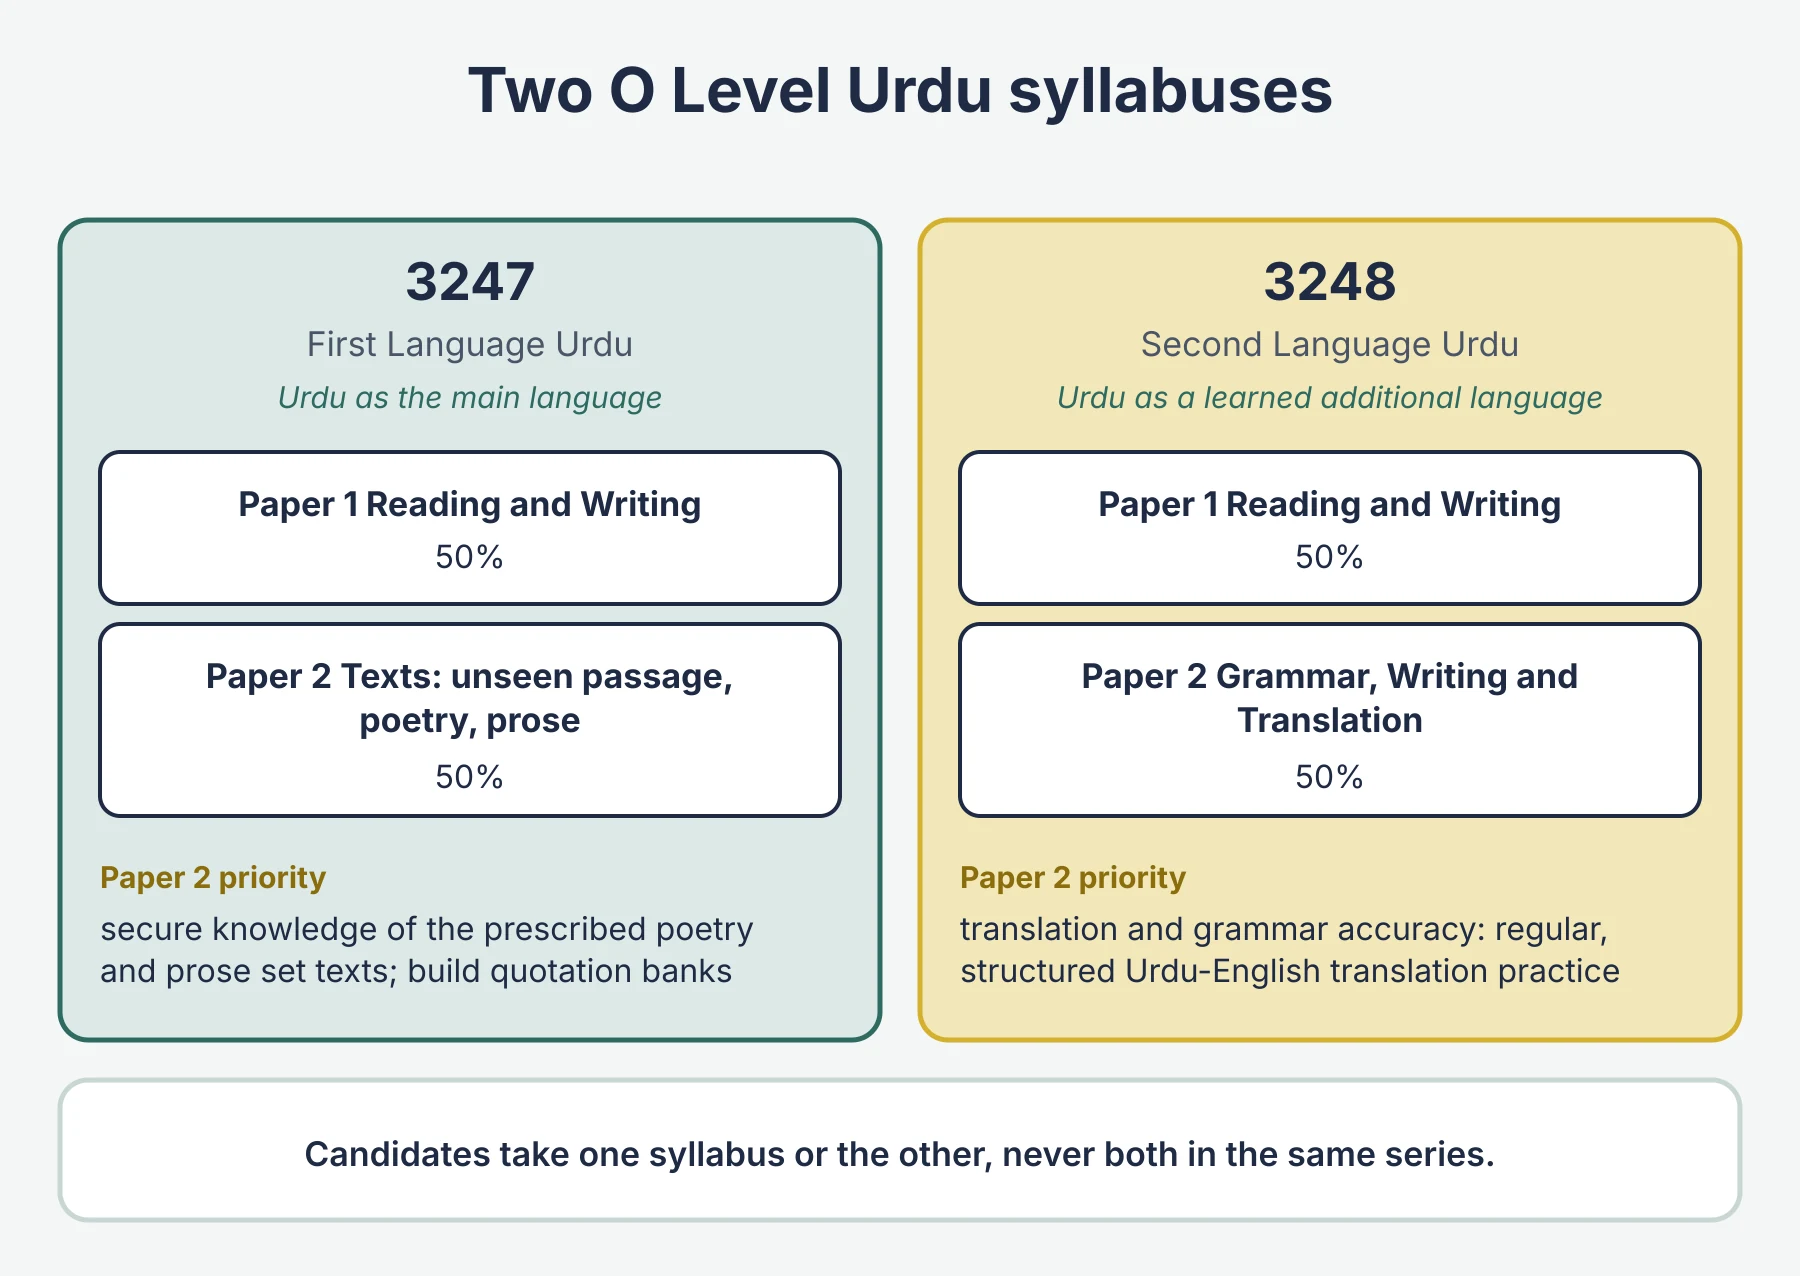 Two O Level Urdu syllabuses
3247
First Language Urdu
Urdu as the main language
Paper 1 Reading and Writing
50%
Paper 2 Texts: unseen passage,
poetry, prose
50%
Paper 2 priority
secure knowledge of the prescribed poetry
and prose set texts; build quotation banks
3248
Second Language Urdu
Urdu as a learned additional language
Paper 1 Reading and Writing
50%
Paper 2 Grammar, Writing and
Translation
50%
Paper 2 priority
translation and grammar accuracy: regular,
structured Urdu-English translation practice
Candidates take one syllabus or the other, never both in the same series.